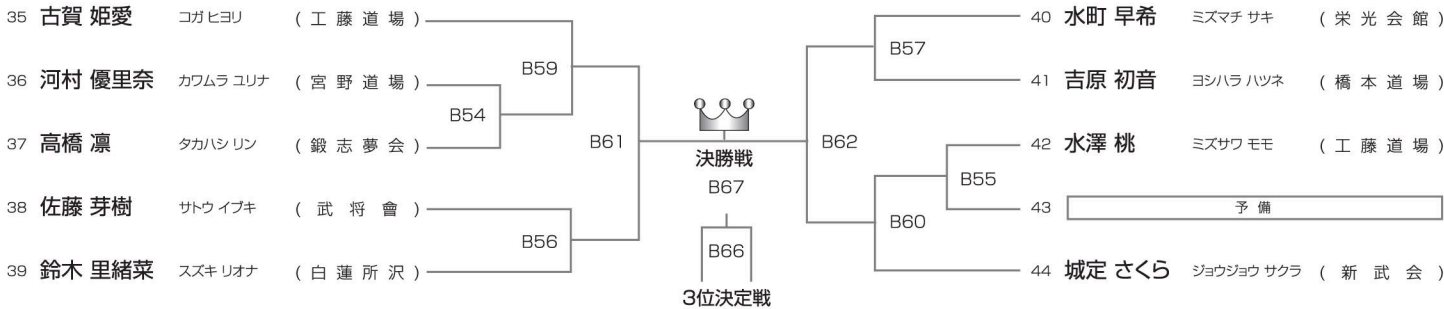 35 古賀 姫愛 コガ ヒヨリ (工藤道場)
36 河村 優里奈 カワムラ ユリナ (宮野道場)
37 高橋 凛 タカハシ リン (鍛志夢会)
38 佐藤 芽樹 サトウ イブキ (武将會)
39 鈴木 里緒菜 スズキ リオナ (白蓮所沢)
B59
B54
B61
B56
決勝戦
B67
B66
3位決定戦
B57
B62
B55
B60
40 水町 早希 ミズマチ サキ (栄光会館)
41 吉原 初音 ヨシハラ ハツネ (橋本道場)
42 水澤 桃 ミズサワ モモ (工藤道場)
43 予備
44 城定 さくら ジョウジョウ サクラ (新武会)